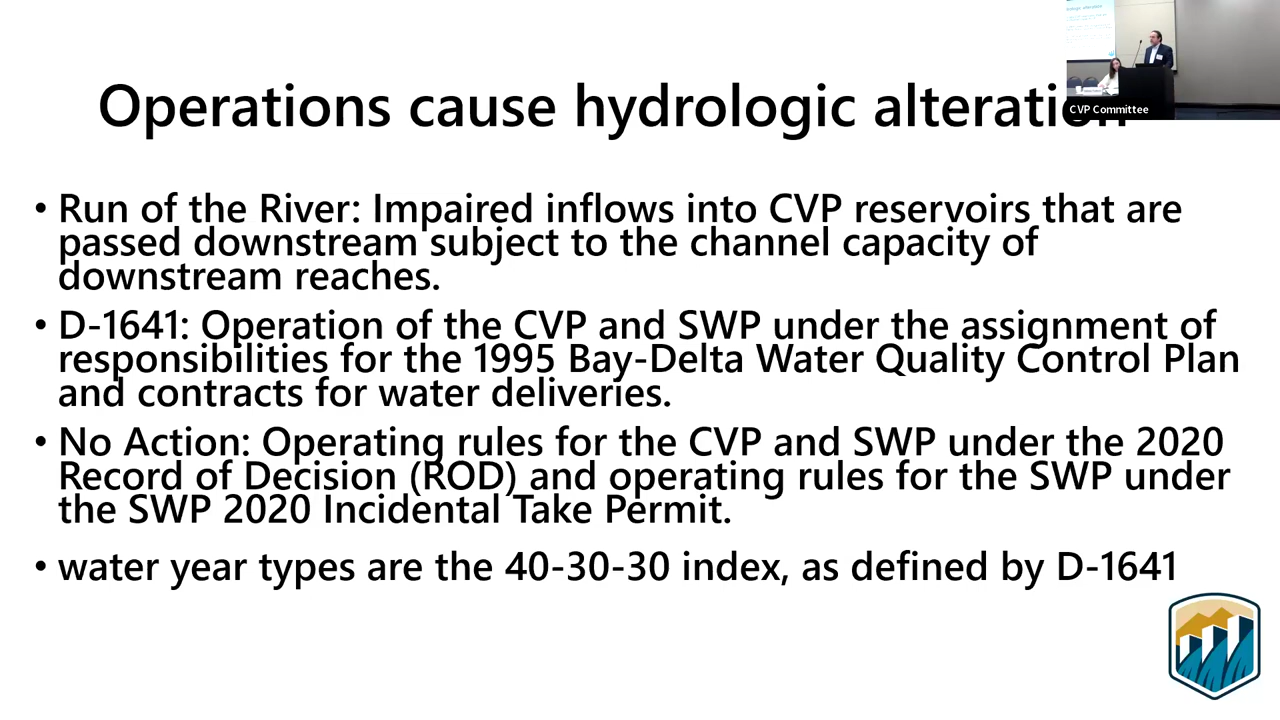 Operations cause hydrologic alteration
CVP Committee
• Run of the River: Impaired inflows into CVP reservoirs that are
passed downstream subject to the channel capacity of
downstream reaches.
• D-1641: Operation of the CVP and SWP under the assignment of
responsibilities for the 1995 Bay-Delta Water Quality Control Plan
and contracts for water deliveries.
• No Action: Operating rules for the CVP and SWP under the 2020
Record of Decision (ROD) and operating rules for the SWP under
the SWP 2020 Incidental Take Permit.
• water year types are the 40-30-30 index, as defined by D-1641